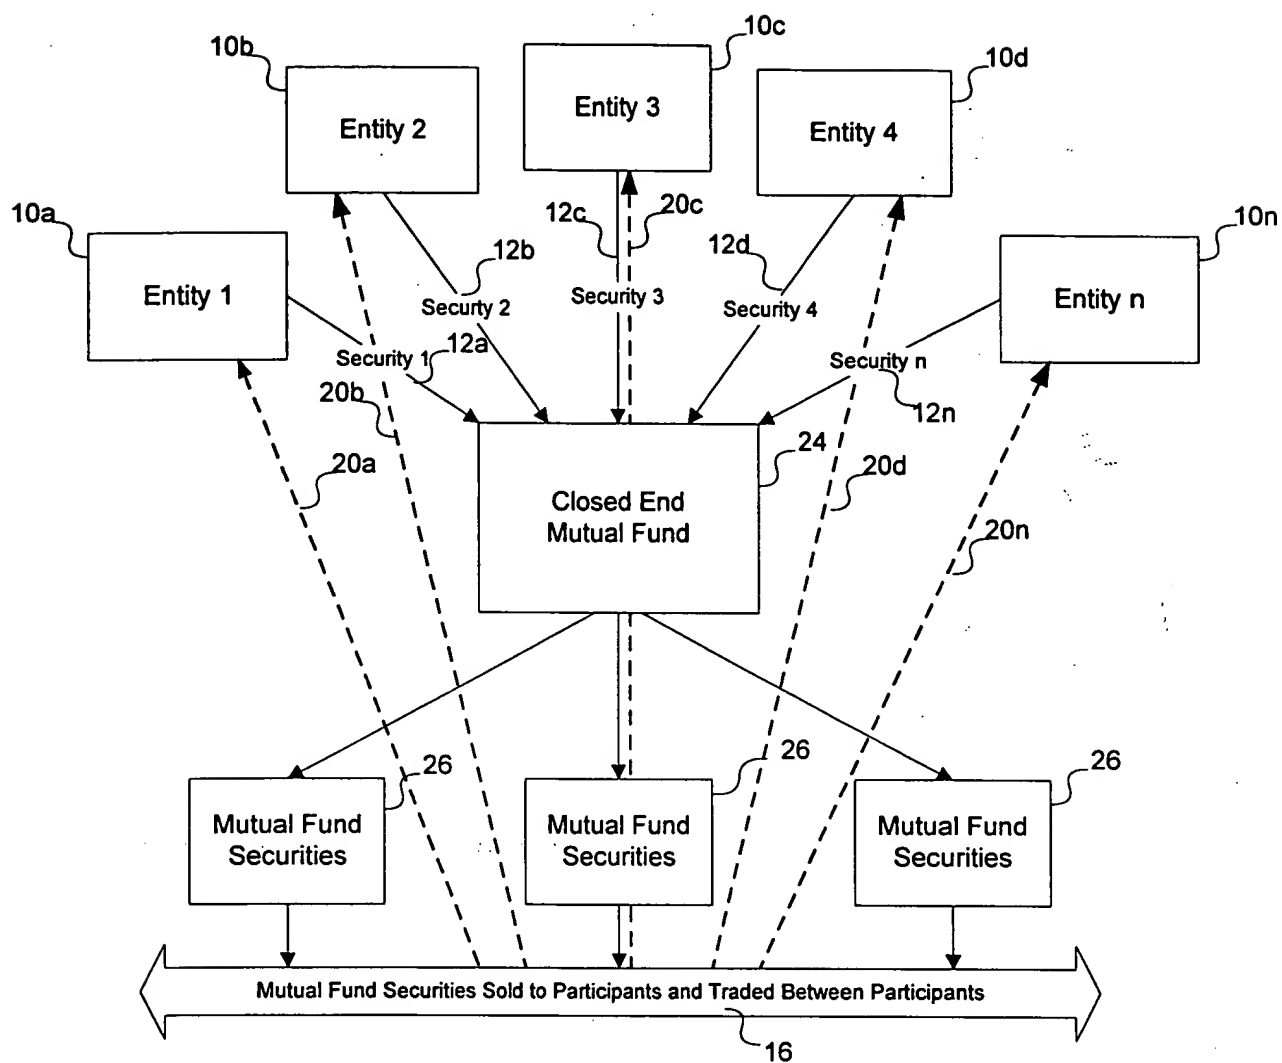 10c
10b
10d
Entity 3
Entity 2
Entity 4
10a
12c
20c
10n
12b
12d
Entity 1
Securty 2
Security 3
Security 4
Entity n
Security 1
12a
Security n
20b
12n
24
20a
20d
Closed End
Mutual Fund
20n
26
26
26
Mutual Fund
Securities
Mutual Fund
Securities
Mutual Fund
Securities
Mutual Fund Securities Sold to Participants and Traded Between Participants
16